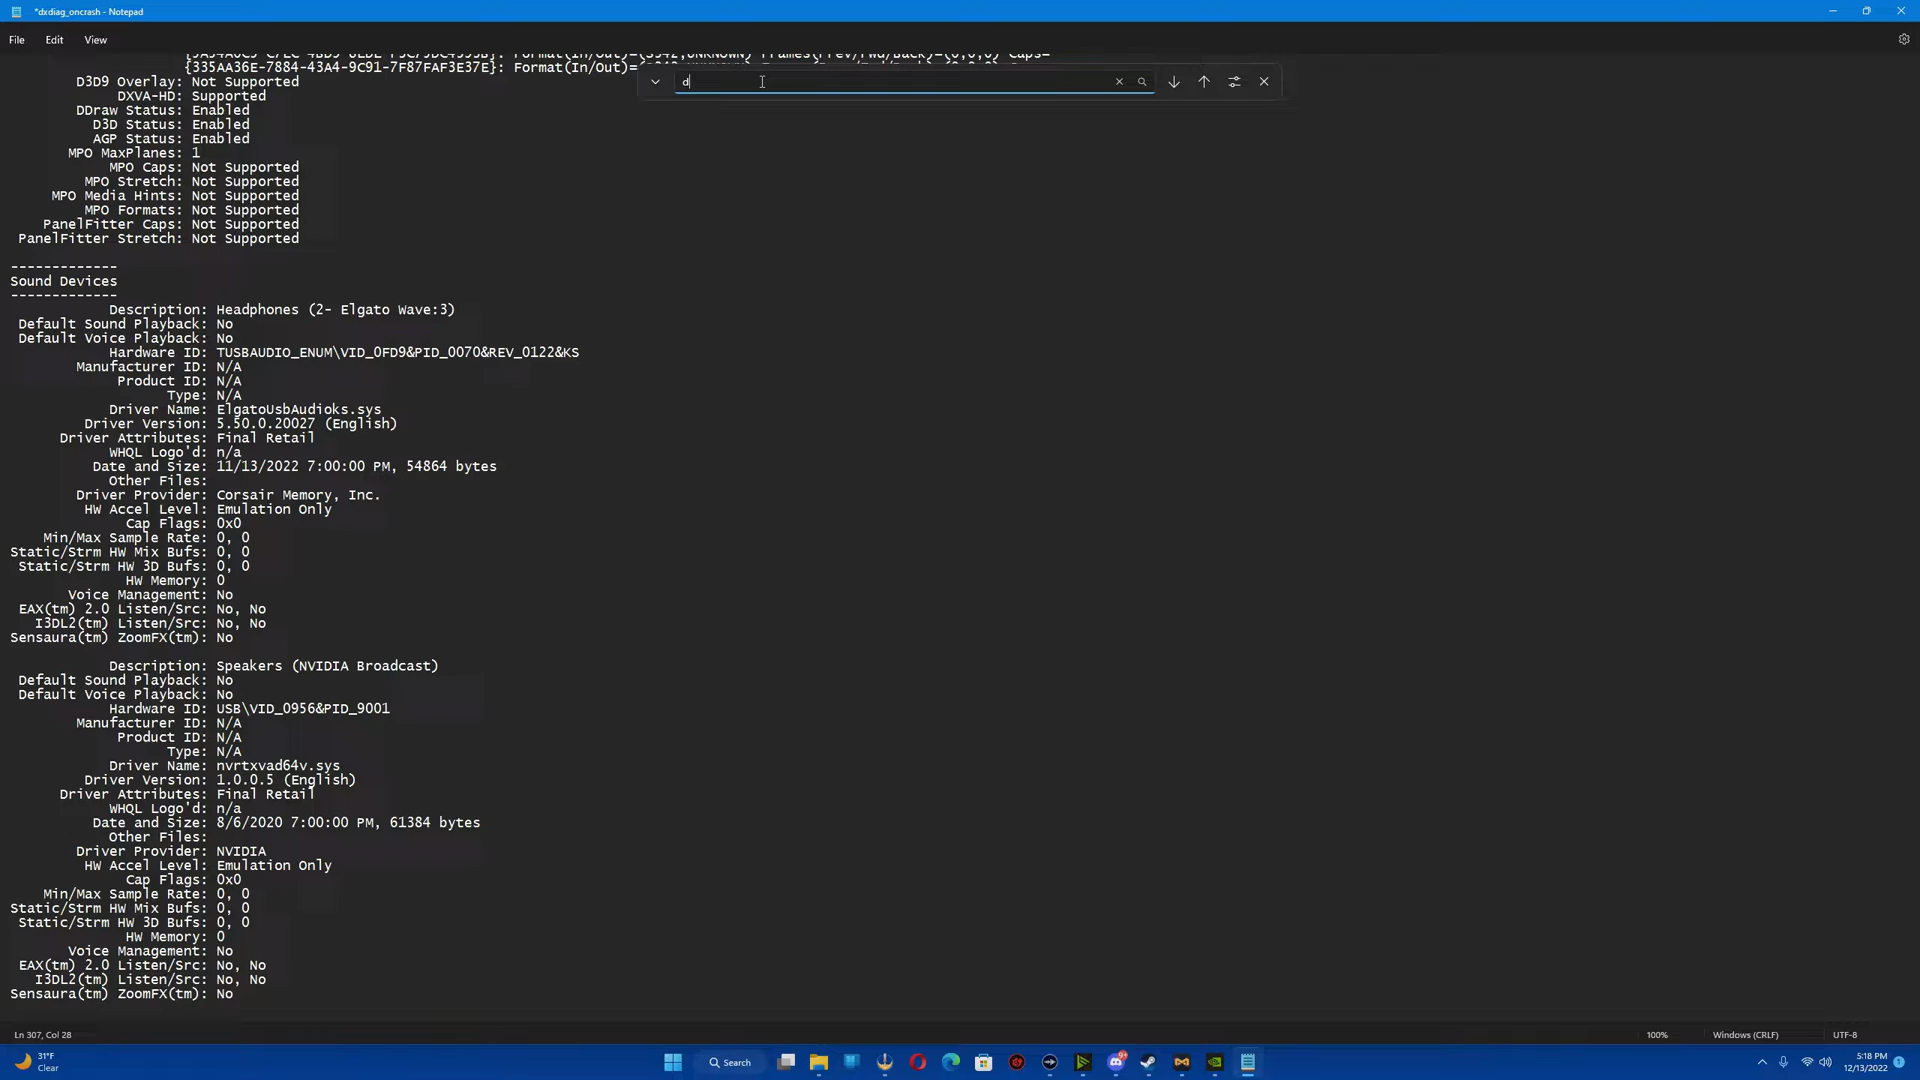 *dxdiag_oncrash - Notepad
File Edit View
{335AA36E-7884-43A4-9C91-7F87FAF3E37E}: Format(In/Out)=
d
D3D9 Overlay: Not Supported
DXVA-HD: Supported
DDraw Status: Enabled
D3D Status: Enabled
AGP Status: Enabled
MPO MaxPlanes: 1
MPO Caps: Not Supported
MPO Stretch: Not Supported
MPO Media Hints: Not Supported
MPO Formats: Not Supported
PanelFitter Caps: Not Supported
PanelFitter Stretch: Not Supported
-------------
Sound Devices
-------------
Description: Headphones (2- Elgato Wave:3)
Default Sound Playback: No
Default Voice Playback: No
Hardware ID: TUSBAUDIO_ENUM\VID_0FD9&PID_0070&REV_0122&KS
Manufacturer ID: N/A
Product ID: N/A
Type: N/A
Driver Name: ElgatoUsbAudioks.sys
Driver Version: 5.50.0.20027 (English)
Driver Attributes: Final Retail
WHQL Logo'd: n/a
Date and Size: 11/13/2022 7:00:00 PM, 54864 bytes
Other Files:
Driver Provider: Corsair Memory, Inc.
HW Accel Level: Emulation Only
Cap Flags: 0x0
Min/Max Sample Rate: 0, 0
Static/Strm HW Mix Bufs: 0, 0
Static/Strm HW 3D Bufs: 0, 0
HW Memory: 0
Voice Management: No
EAX(tm) 2.0 Listen/Src: No, No
I3DL2(tm) Listen/Src: No, No
Sensaura(tm) ZoomFX(tm): No
Description: Speakers (NVIDIA Broadcast)
Default Sound Playback: No
Default Voice Playback: No
Hardware ID: USB\VID_0956&PID_9001
Manufacturer ID: N/A
Product ID: N/A
Type: N/A
Driver Name: nvrtxvad64v.sys
Driver Version: 1.0.0.5 (English)
Driver Attributes: Final Retail
WHQL Logo'd: n/a
Date and Size: 8/6/2020 7:00:00 PM, 61384 bytes
Other Files:
Driver Provider: NVIDIA
HW Accel Level: Emulation Only
Cap Flags: 0x0
Min/Max Sample Rate: 0, 0
Static/Strm HW Mix Bufs: 0, 0
Static/Strm HW 3D Bufs: 0, 0
HW Memory: 0
Voice Management: No
EAX(tm) 2.0 Listen/Src: No, No
I3DL2(tm) Listen/Src: No, No
Sensaura(tm) ZoomFX(tm): No
Ln 307, Col 28 100% Windows (CRLF) UTF-8
31°F
Clear
Search
9+
5:18 PM
12/13/2022
1